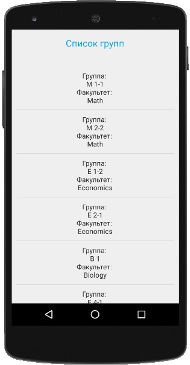 Список групп
Группа:
M 1-1
Факультет:
Math
Группа:
M 2-2
Факультет:
Math
Группа:
E 1-2
Факультет:
Economics
Группа:
E 2-1
Факультет:
Economics
Группа:
B 1
Факультет:
Biology
Группа: